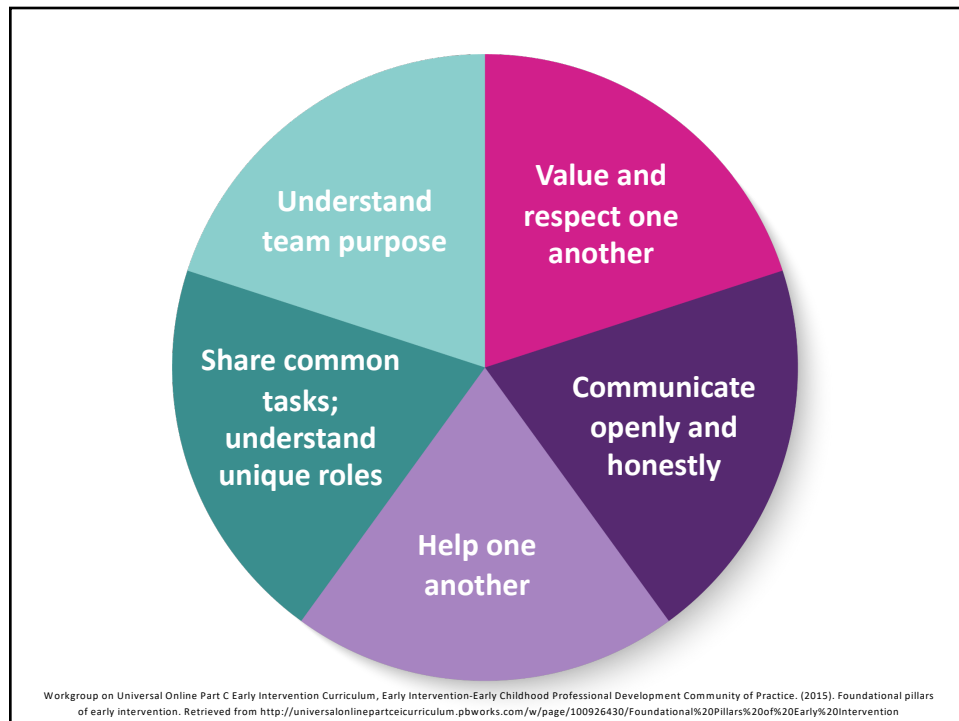 Understand
team purpose
Value and
respect one
another
Share common
tasks;
understand
unique roles
Communicate
openly and
honestly
Help one
another
Workgroup on Universal Online Part C Early Intervention Curriculum, Early Intervention-Early Childhood Professional Development Community of Practice. (2015). Foundational pillars
of early intervention. Retrieved from http://universalonlinepartceicurriculum.pbworks.com/w/page/100926430/Foundational%20Pillars%20of%20Early%20Intervention